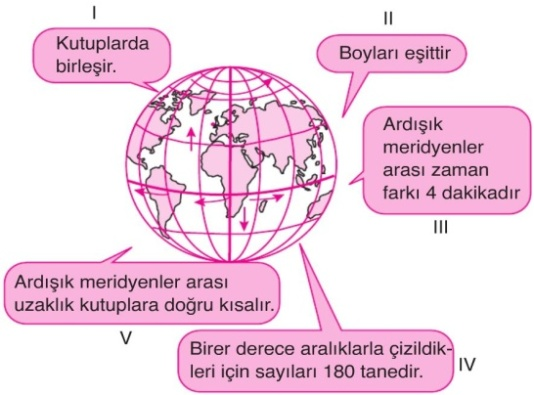 I
Kutuplarda
birleşir.
II
Boyları eşittir
Ardışık
meridyenler
arası zaman
farkı 4 dakikadır
III
Ardışık meridyenler arası
uzaklık kutuplara doğru kısalır.
V
Birer derece aralıklarla çizildik-
leri için sayıları 180 tanedir.
IV